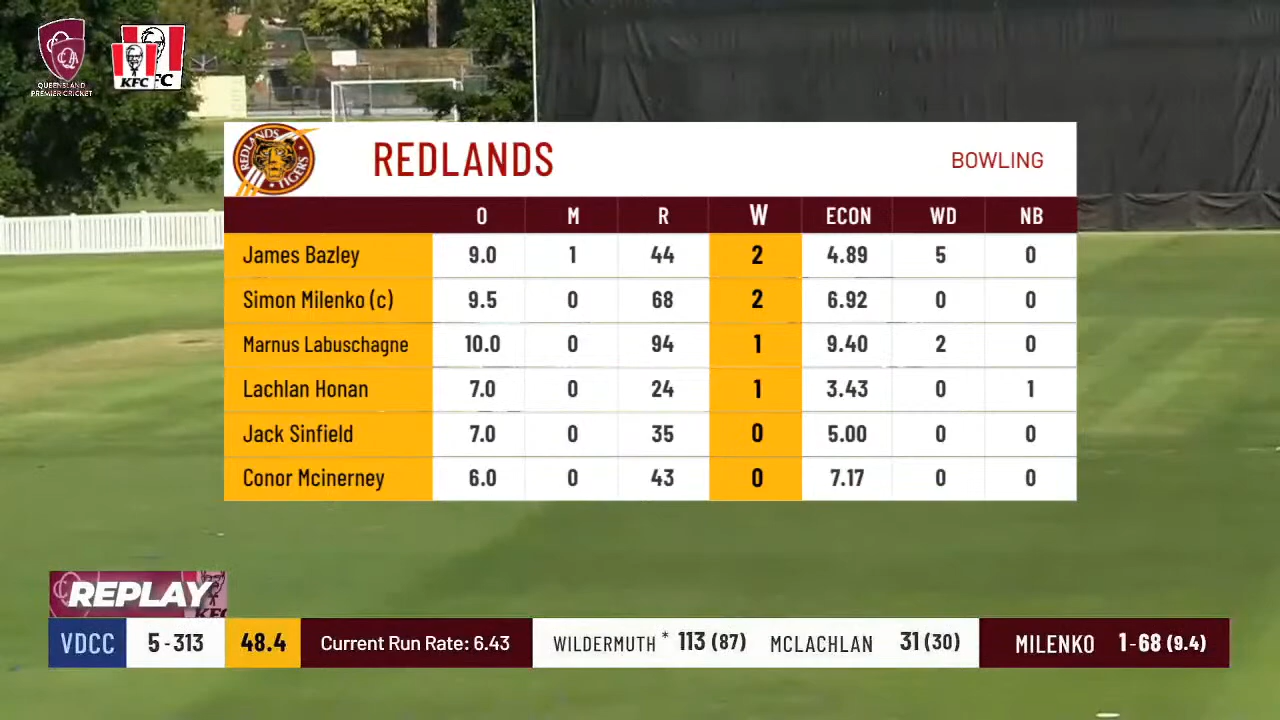 QUEENSLAND
PREMIER CRICKET
KFC FC
REDLANDS TIGERS
REDLANDS BOWLING
O M R W ECON WD NB
James Bazley 9.0 1 44 2 4.89 5 0
Simon Milenko (c) 9.5 0 68 2 6.92 0 0
Marnus Labuschagne 10.0 0 94 1 9.40 2 0
Lachlan Honan 7.0 0 24 1 3.43 0 1
Jack Sinfield 7.0 0 35 0 5.00 0 0
Conor Mcinerney 6.0 0 43 0 7.17 0 0
REPLAY
KFC
VDCC 5-313 48.4 Current Run Rate: 6.43 WILDERMUTH * 113 (87) MCLACHLAN 31 (30) MILENKO 1-68 (9.4)